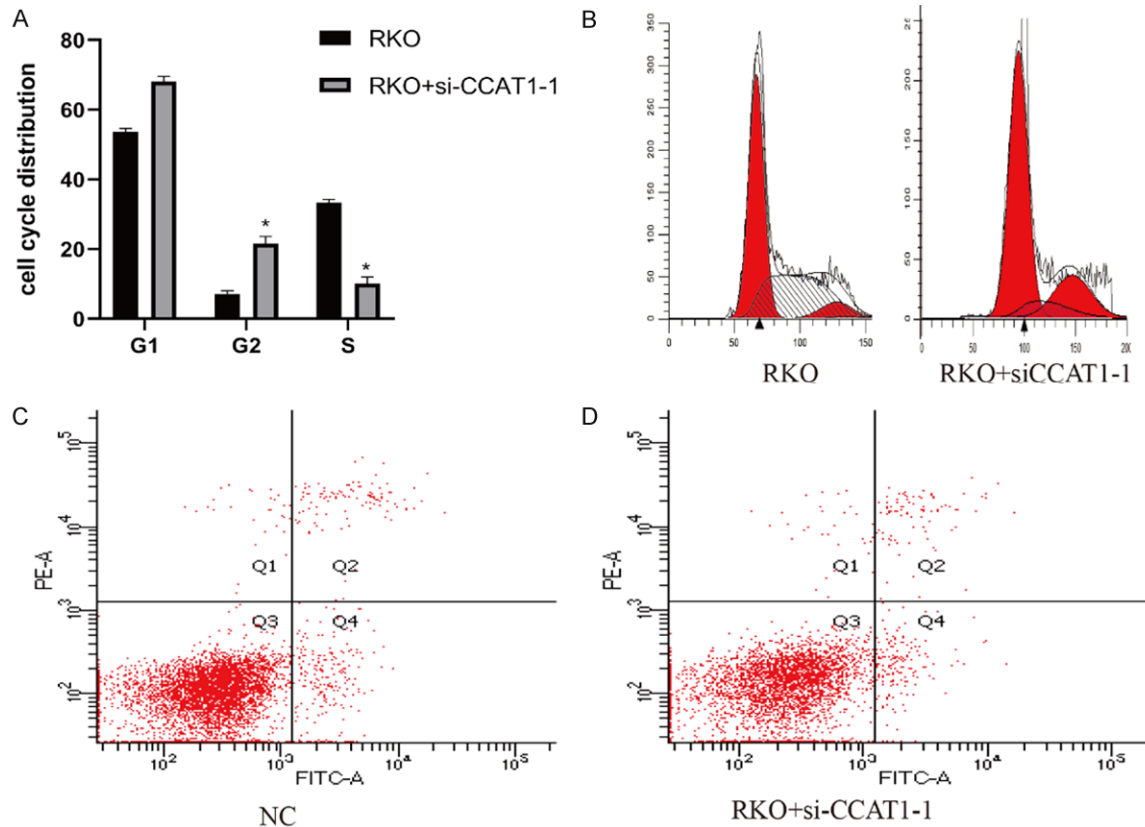 A
80
60
40
20
0
cell cycle distribution
G1 G2 S
* *
RKO
RKO+si-CCAT1-1
B
350
300
250
200
150
100
50
0
0 50 100 150
RKO
200
150
100
50
0
0 50 100 150 200
RKO+siCCAT1-1
C
PE-A
10⁵
10⁴
10³
10²
Q1 Q2
Q3 Q4
10² 10³ 10⁴ 10⁵
FITC-A
NC
D
PE-A
10⁵
10⁴
10³
10²
Q1 Q2
Q3 Q4
10² 10³ 10⁴ 10⁵
FITC-A
RKO+si-CCAT1-1